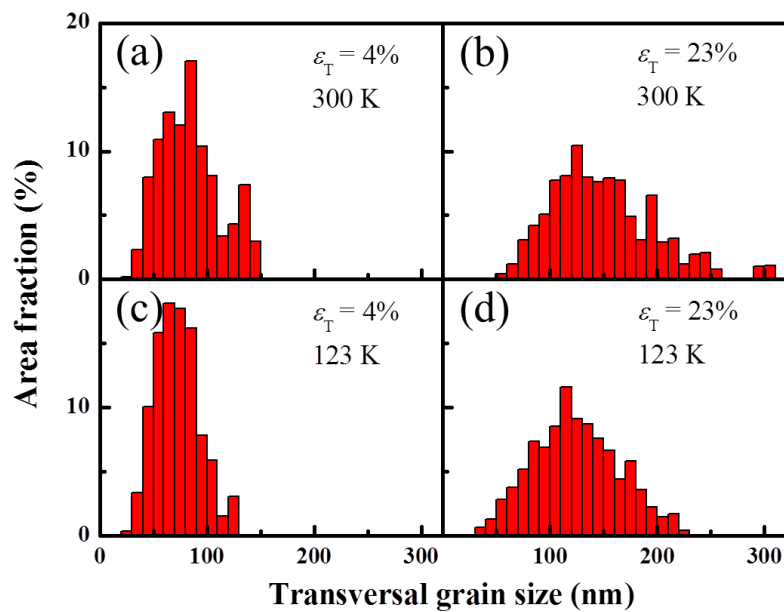 Area fraction (%)
20
10
0
10
0
(a)
εT = 4%
300 K
(b)
εT = 23%
300 K
(c)
εT = 4%
123 K
(d)
εT = 23%
123 K
0 100 200 300 100 200 300
Transversal grain size (nm)